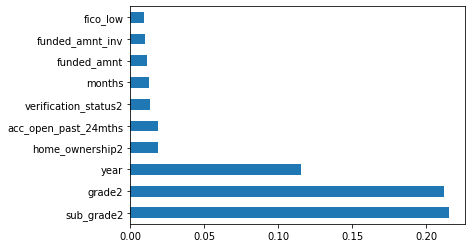 fico_low
funded_amnt_inv
funded_amnt
months
verification_status2
acc_open_past_24mths
home_ownership2
year
grade2
sub_grade2
0.00 0.05 0.10 0.15 0.20